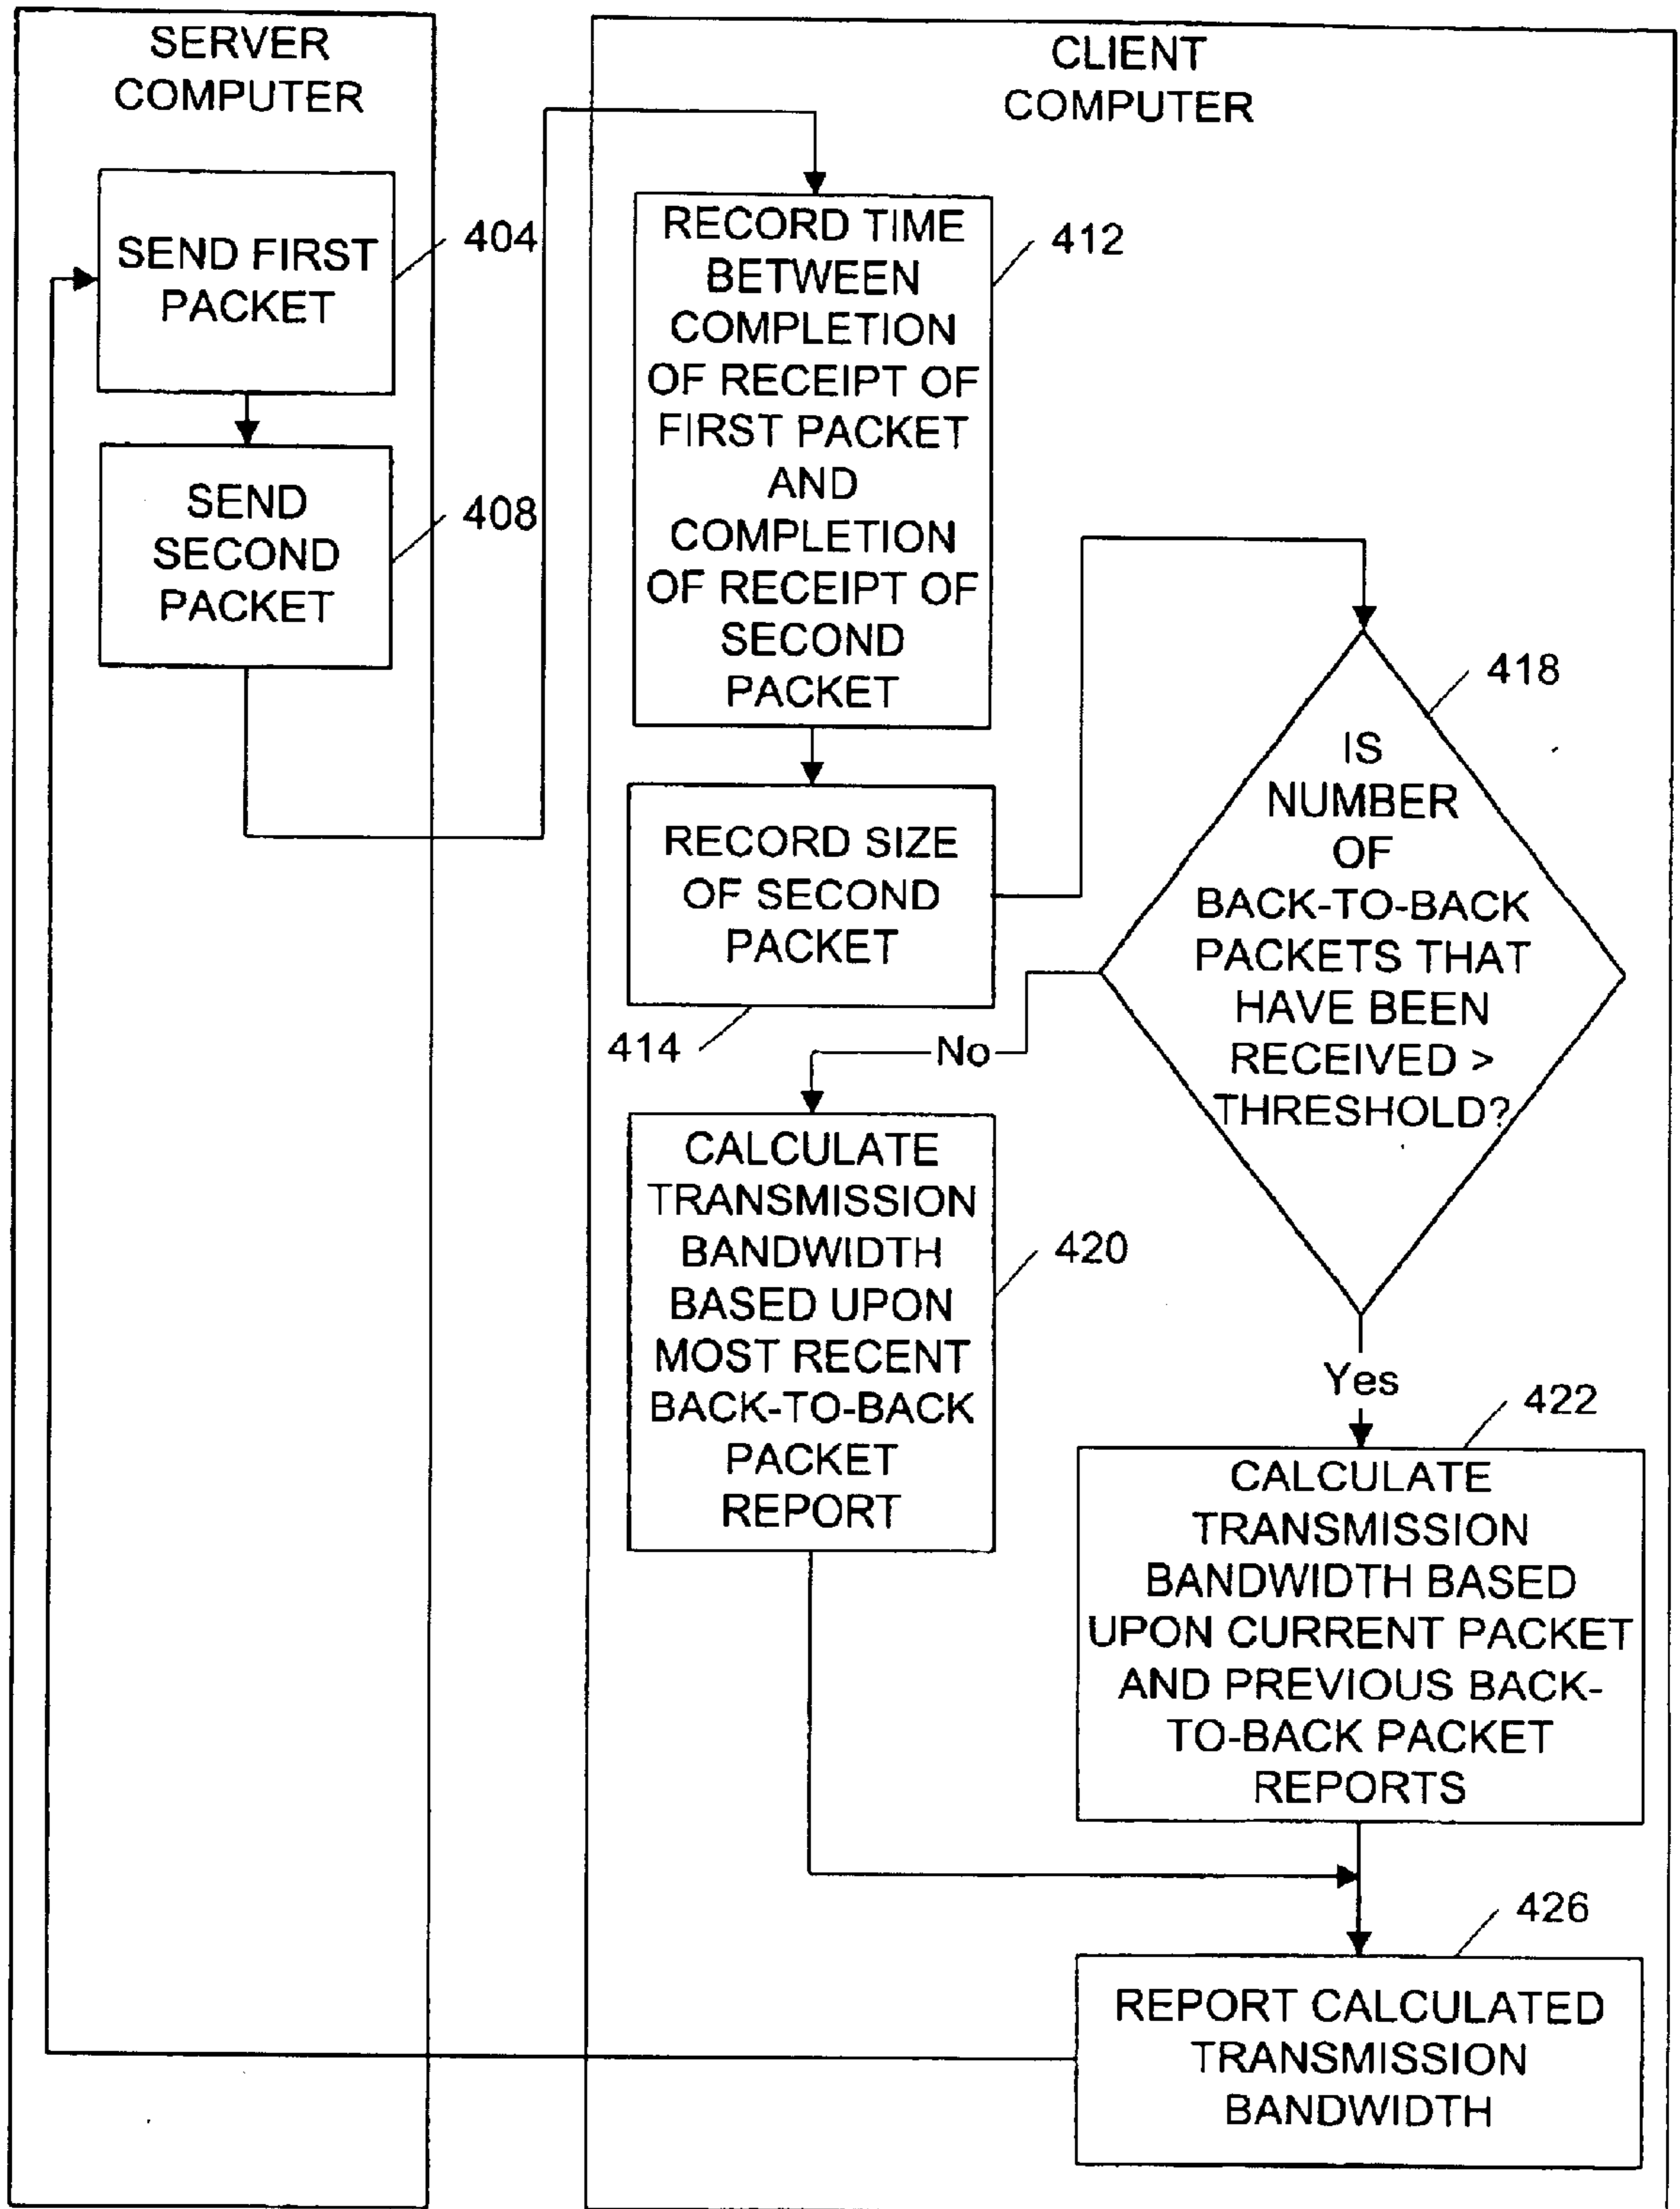 SERVER
COMPUTER
SEND FIRST
PACKET
404
SEND
SECOND
PACKET
408
CLIENT
COMPUTER
RECORD TIME
BETWEEN
COMPLETION
OF RECEIPT OF
FIRST PACKET
AND
COMPLETION
OF RECEIPT OF
SECOND
PACKET
412
RECORD SIZE
OF SECOND
PACKET
414
IS
NUMBER
OF
BACK-TO-BACK
PACKETS THAT
HAVE BEEN
RECEIVED >
THRESHOLD?
418
No
CALCULATE
TRANSMISSION
BANDWIDTH
BASED UPON
MOST RECENT
BACK-TO-BACK
PACKET
REPORT
420
Yes
422
CALCULATE
TRANSMISSION
BANDWIDTH BASED
UPON CURRENT PACKET
AND PREVIOUS BACK-
TO-BACK PACKET
REPORTS
426
REPORT CALCULATED
TRANSMISSION
BANDWIDTH